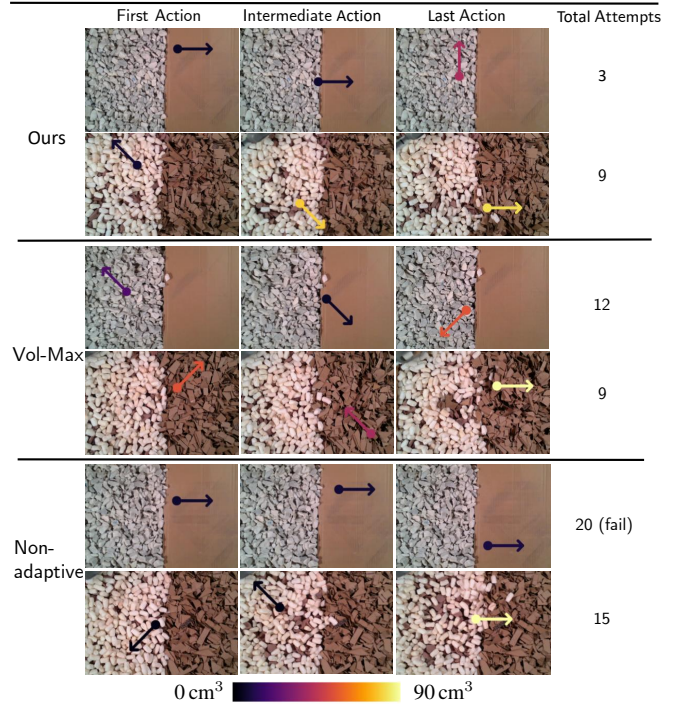 First Action Intermediate Action Last Action Total Attempts
3
Ours
9
12
Vol-Max
9
20 (fail)
Non-
adaptive
15
0 cm³ 90 cm³